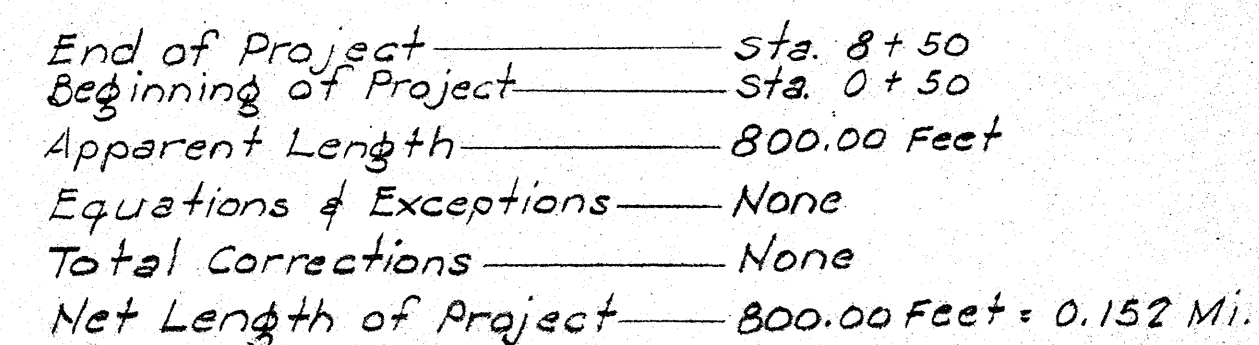 End of Project — Sta. 8+50
Beginning of Project — Sta. 0+50
Apparent Length — 800.00 Feet
Equations & Exceptions — None
Total Corrections — None
Net Length of Project — 800.00 Feet = 0.152 Mi.